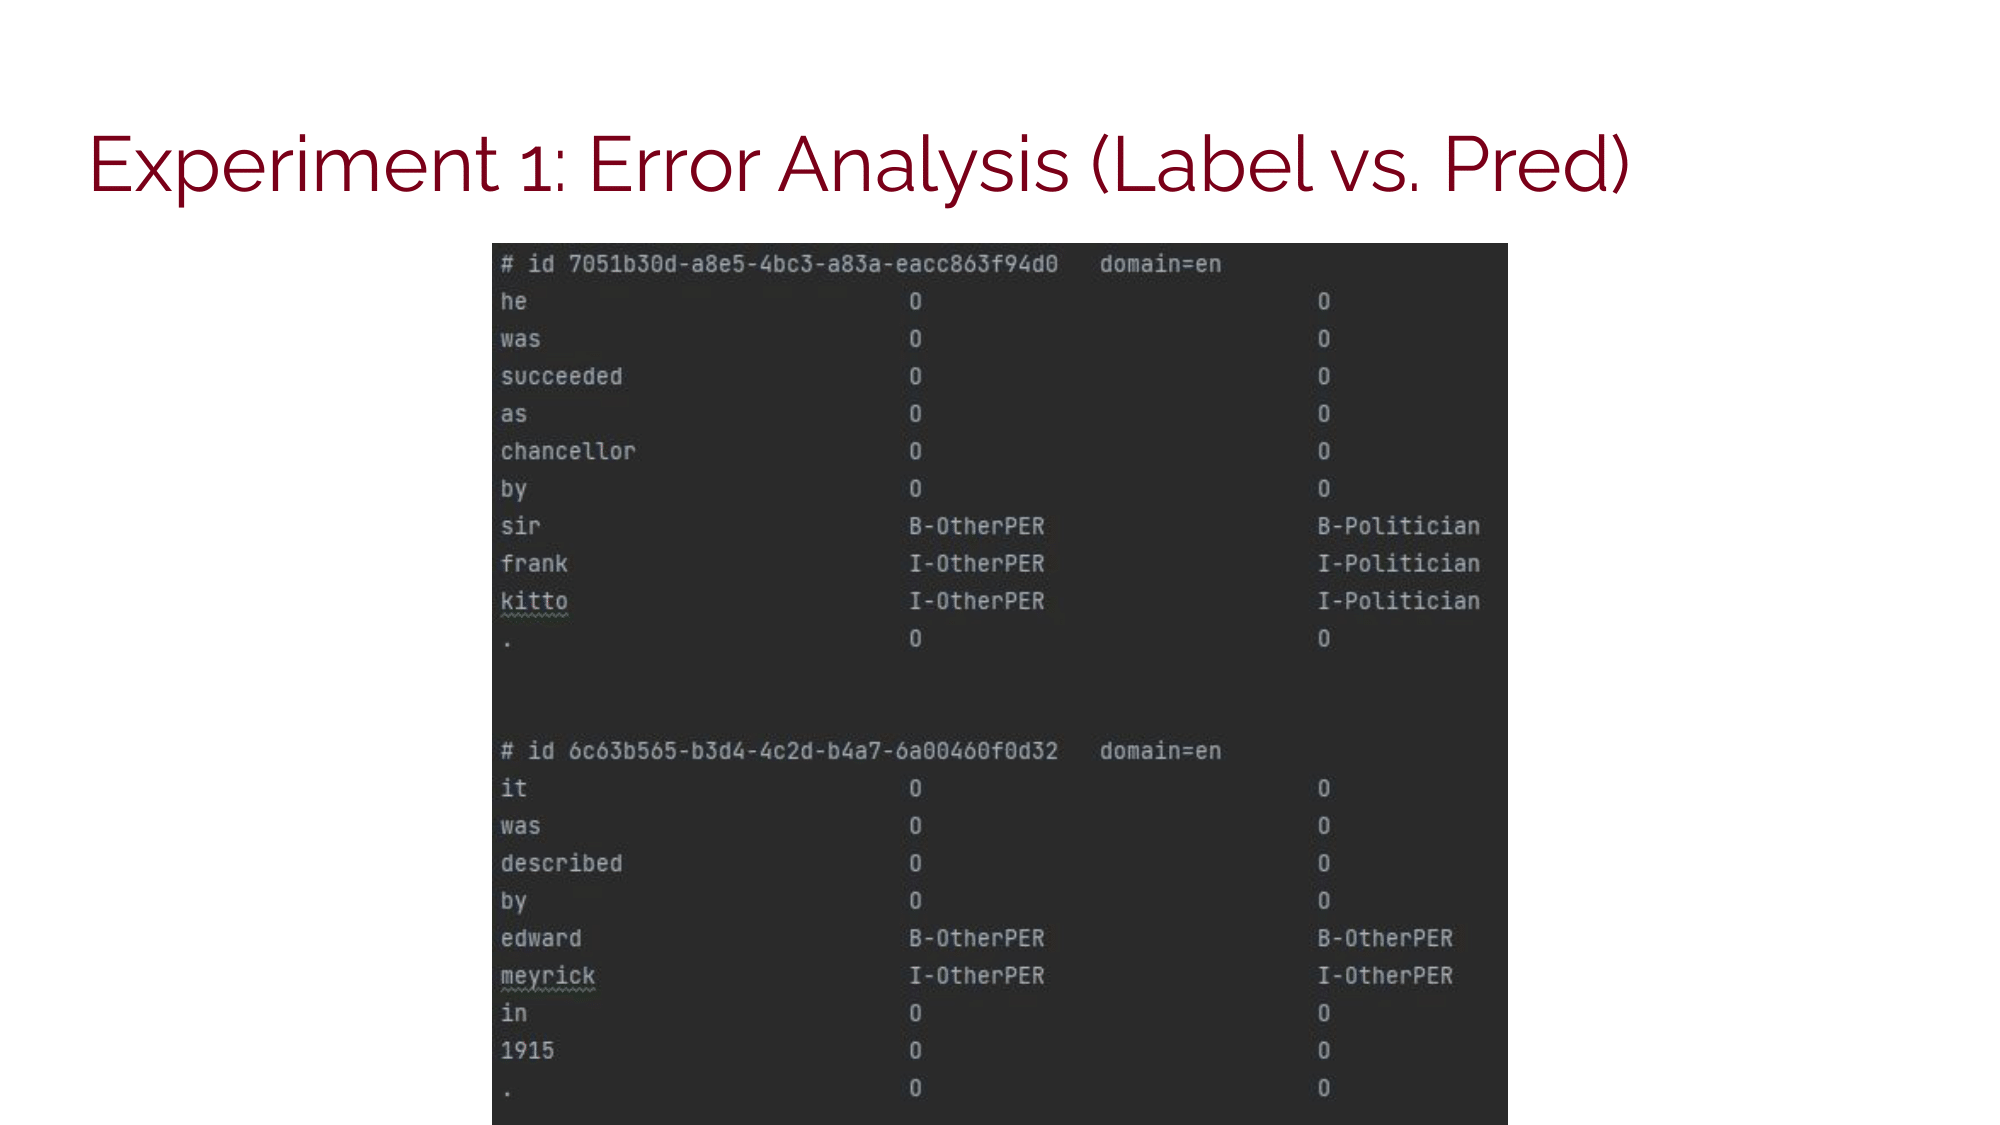 Experiment 1: Error Analysis (Label vs. Pred)
# id 7051b30d-a8e5-4bc3-a83a-eacc863f94d0 domain=en
he O O
was O O
succeeded O O
as O O
chancellor O O
by O O
sir B-OtherPER B-Politician
frank I-OtherPER I-Politician
kitto I-OtherPER I-Politician
. O O
# id 6c63b565-b3d4-4c2d-b4a7-6a00460f0d32 domain=en
it O O
was O O
described O O
by O O
edward B-OtherPER B-OtherPER
meyrick I-OtherPER I-OtherPER
in O O
1915 O O
. O O